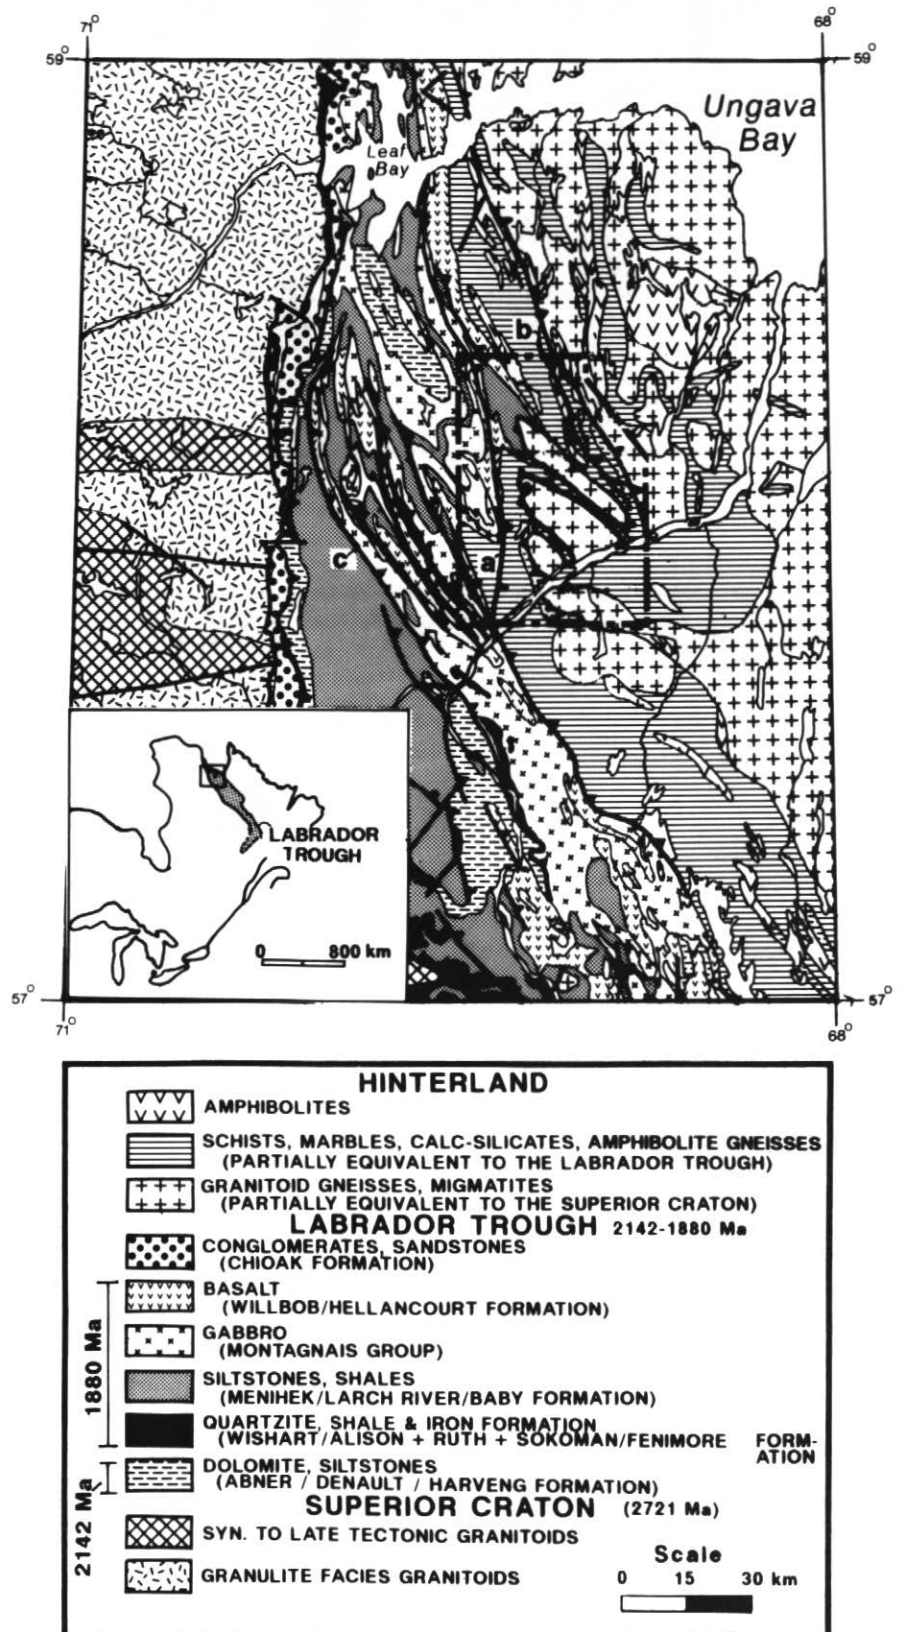 71°
68°
59°
59°
Ungava
Bay
Leaf
Bay
b
c
a
LABRADOR
TROUGH
0 800 km
57°
57°
71°
68°
HINTERLAND
AMPHIBOLITES
SCHISTS, MARBLES, CALC-SILICATES, AMPHIBOLITE GNEISSES
(PARTIALLY EQUIVALENT TO THE LABRADOR TROUGH)
GRANITOID GNEISSES, MIGMATITES
(PARTIALLY EQUIVALENT TO THE SUPERIOR CRATON)
LABRADOR TROUGH 2142-1880 Ma
CONGLOMERATES, SANDSTONES
(CHIOAK FORMATION)
BASALT
(WILLBOB/HELLANCOURT FORMATION)
GABBRO
(MONTAGNAIS GROUP)
SILTSTONES, SHALES
(MENIHEK/LARCH RIVER/BABY FORMATION)
QUARTZITE, SHALE & IRON FORMATION
(WISHART/ALISON + RUTH + SOKOMAN/FENIMORE FORM-
ATION
1880 Ma
DOLOMITE, SILTSTONES
(ABNER / DENAULT / HARVENG FORMATION)
SUPERIOR CRATON (2721 Ma)
2142 Ma
SYN. TO LATE TECTONIC GRANITOIDS
GRANULITE FACIES GRANITOIDS
Scale
0 15 30 km